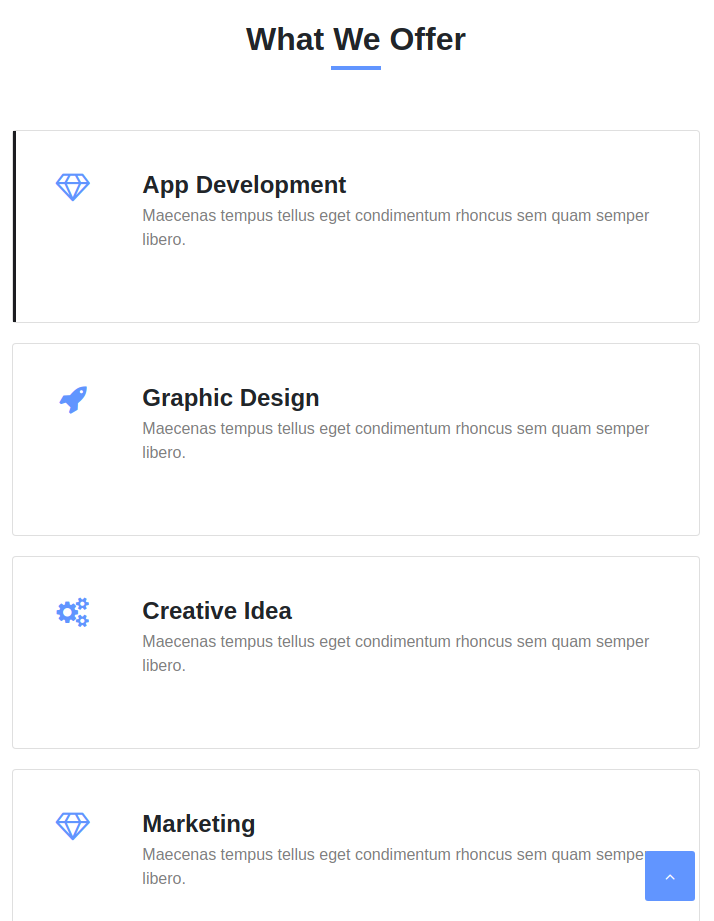 What We Offer
App Development
Maecenas tempus tellus eget condimentum rhoncus sem quam semper
libero.
Graphic Design
Maecenas tempus tellus eget condimentum rhoncus sem quam semper
libero.
Creative Idea
Maecenas tempus tellus eget condimentum rhoncus sem quam semper
libero.
Marketing
Maecenas tempus tellus eget condimentum rhoncus sem quam semper
libero.